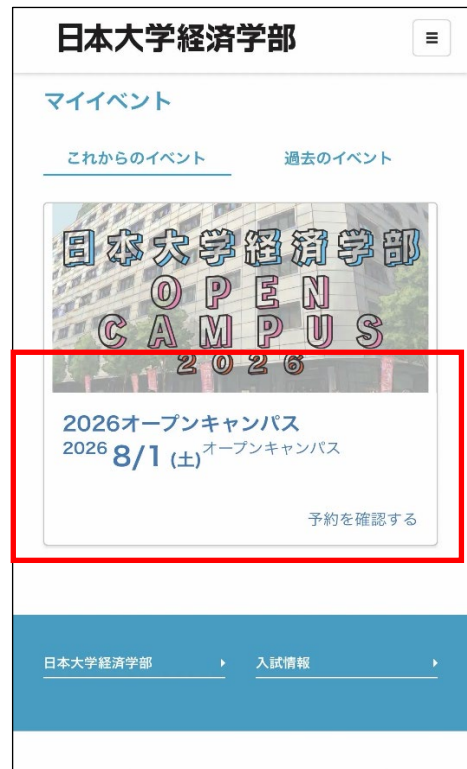 日本大学経済学部
マイイベント
これからのイベント 過去のイベント
日本大学経済学部
OPEN
CAMPUS
2026
2026オープンキャンパス
2026 8/1 (土) オープンキャンパス
予約を確認する
日本大学経済学部 入試情報